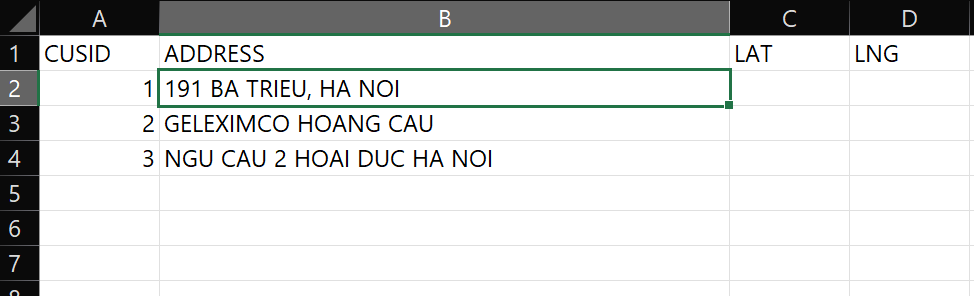 A B C D
1 CUSID ADDRESS LAT LNG
2 1 191 BA TRIEU, HA NOI
3 2 GELEXIMCO HOANG CAU
4 3 NGU CAU 2 HOAI DUC HA NOI
5
6
7
8